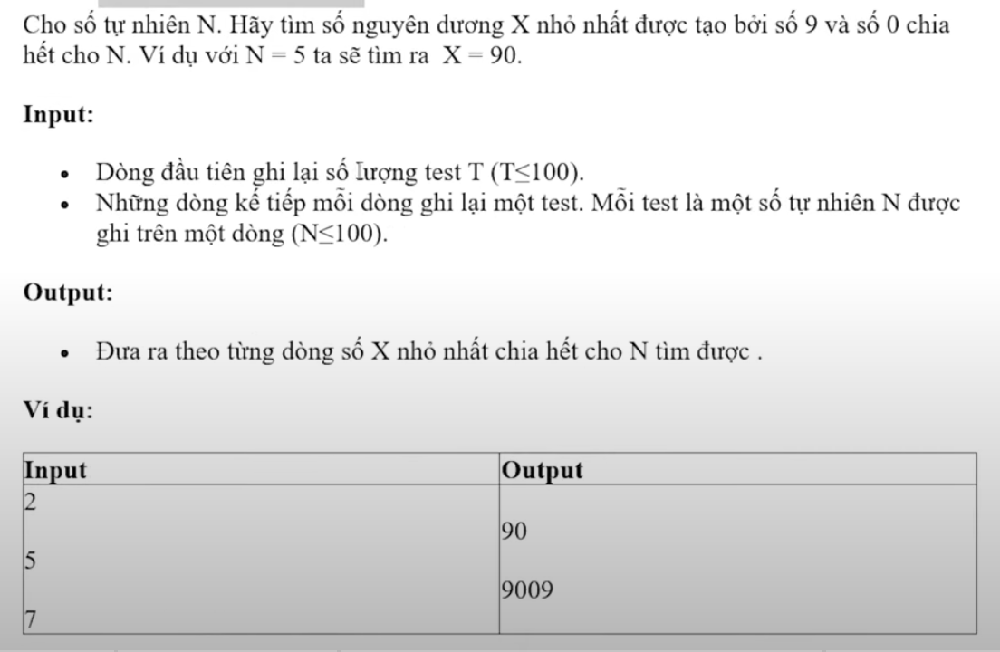 Cho số tự nhiên N. Hãy tìm số nguyên dương X nhỏ nhất được tạo bởi số 9 và số 0 chia
hết cho N. Ví dụ với N = 5 ta sẽ tìm ra X = 90.
Input:
• Dòng đầu tiên ghi lại số lượng test T (T≤100).
• Những dòng kế tiếp mỗi dòng ghi lại một test. Mỗi test là một số tự nhiên N được
ghi trên một dòng (N≤100).
Output:
• Đưa ra theo từng dòng số X nhỏ nhất chia hết cho N tìm được .
Ví dụ:
Input Output
2
90
5
9009
7